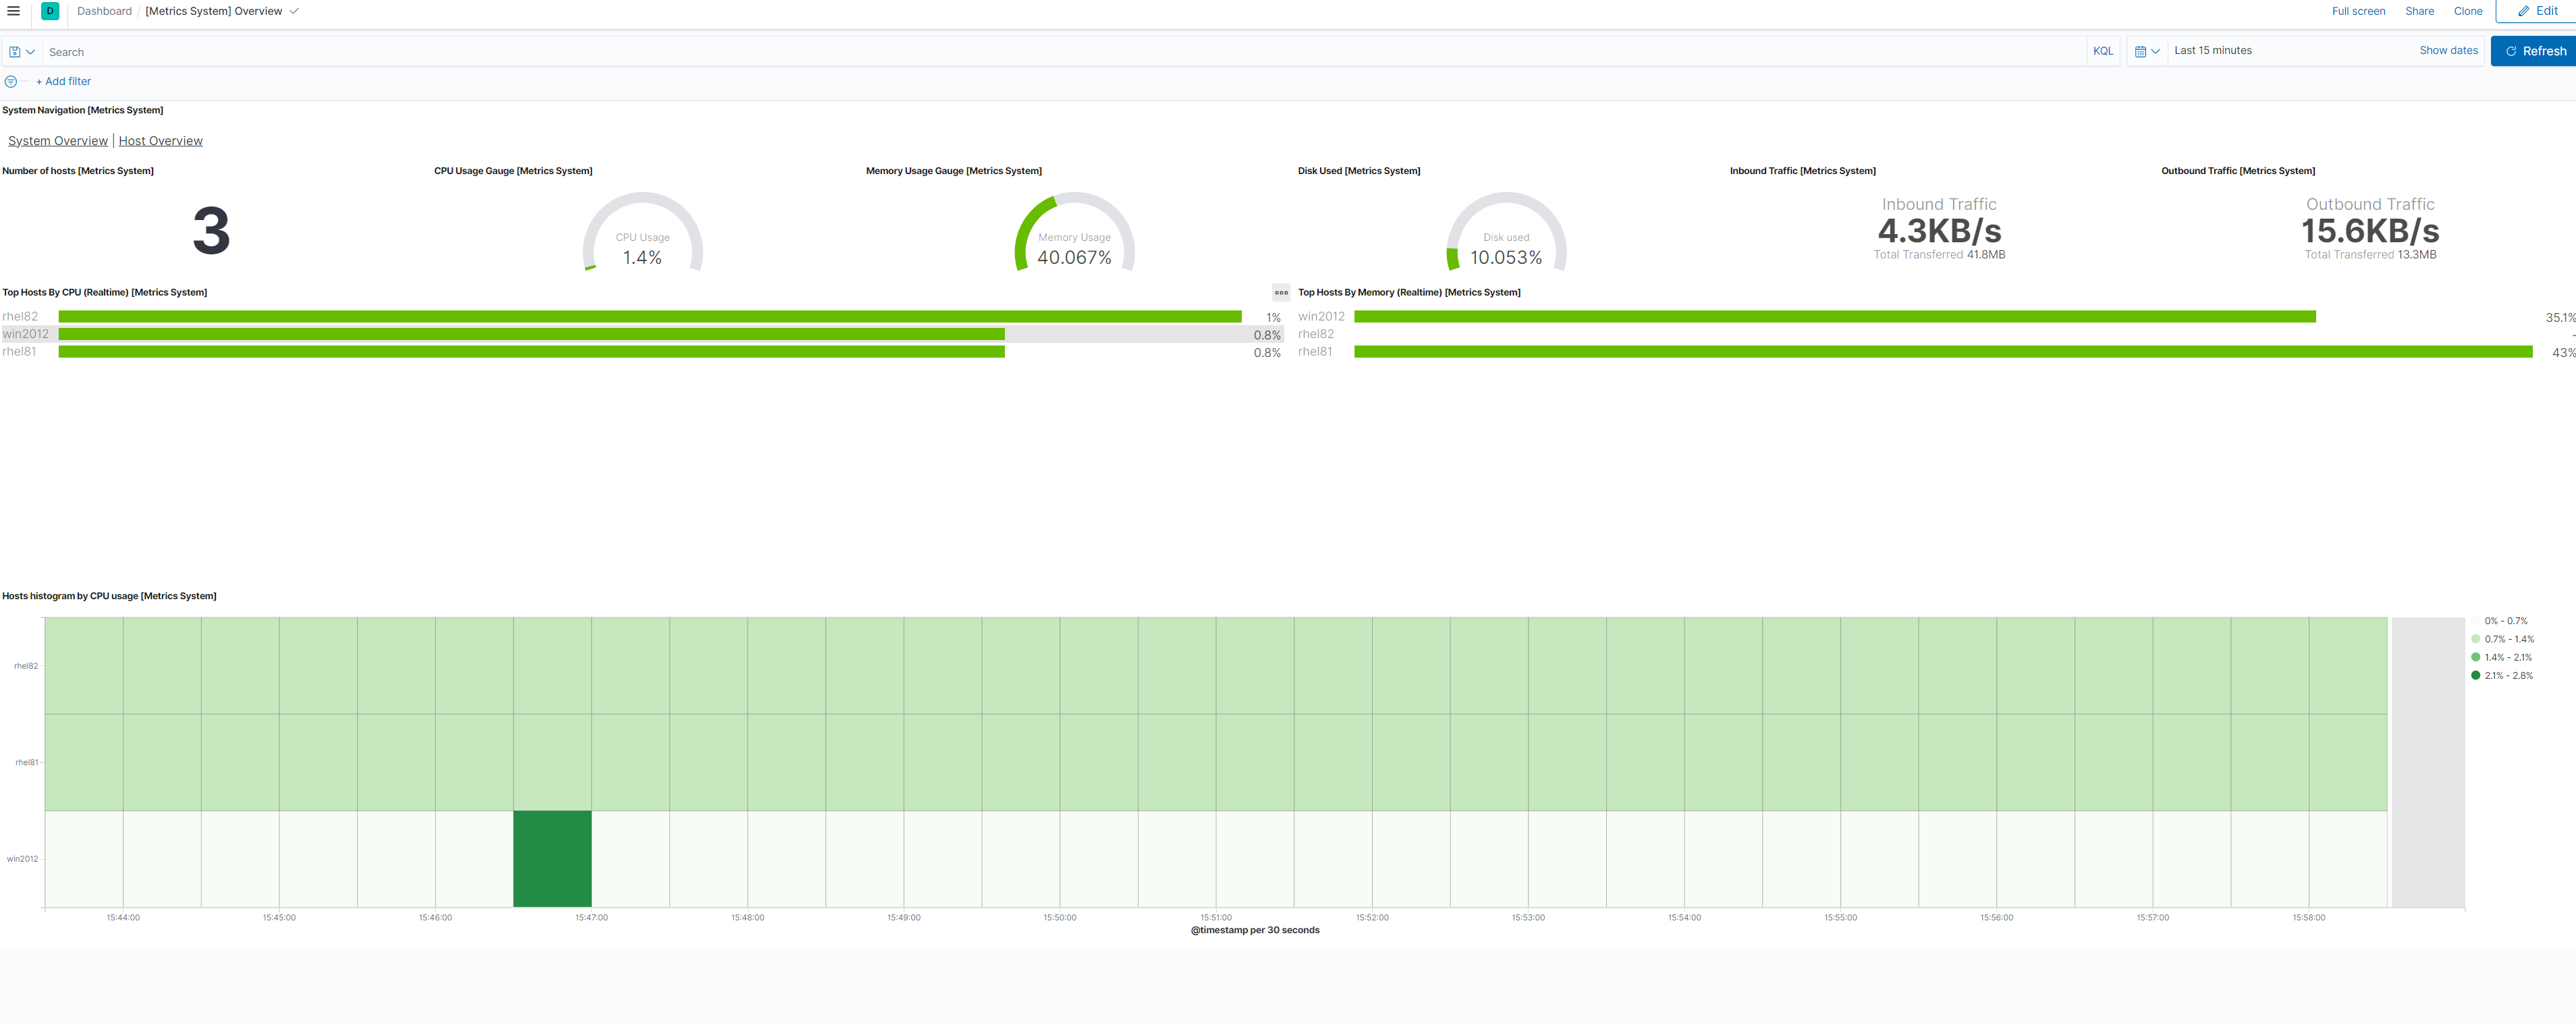 D Dashboard / [Metrics System] Overview Full screen Share Clone Edit
Search KQL Last 15 minutes Show dates Refresh
+ Add filter
System Navigation [Metrics System]
System Overview | Host Overview
Number of hosts [Metrics System]
3
CPU Usage Gauge [Metrics System]
CPU Usage
1.4%
Memory Usage Gauge [Metrics System]
Memory Usage
40.067%
Disk Used [Metrics System]
Disk used
10.053%
Inbound Traffic [Metrics System]
Inbound Traffic
4.3KB/s
Total Transferred 41.8MB
Outbound Traffic [Metrics System]
Outbound Traffic
15.6KB/s
Total Transferred 13.3MB
Top Hosts By CPU (Realtime) [Metrics System]
rhel82 1%
win2012 0.8%
rhel81 0.8%
Top Hosts By Memory (Realtime) [Metrics System]
win2012 35.1%
rhel82 -
rhel81 43%
Hosts histogram by CPU usage [Metrics System]
0% - 0.7%
0.7% - 1.4%
1.4% - 2.1%
2.1% - 2.8%
rhel82
rhel81
win2012
15:44:00 15:45:00 15:46:00 15:47:00 15:48:00 15:49:00 15:50:00 15:51:00 15:52:00 15:53:00 15:54:00 15:55:00 15:56:00 15:57:00 15:58:00
@timestamp per 30 seconds